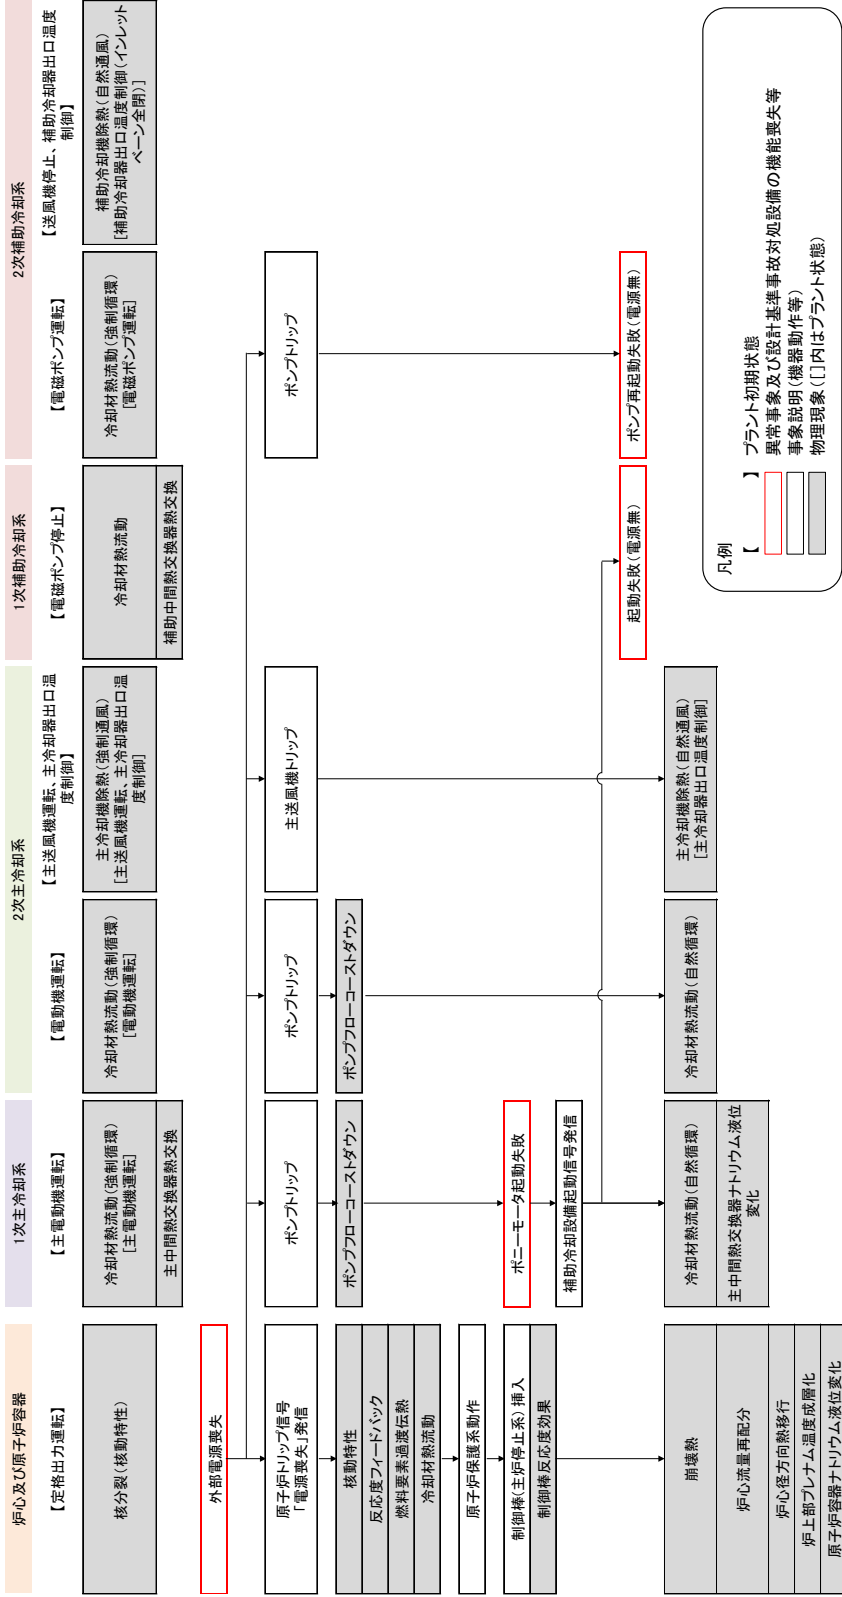 炉心及び原子炉容器
1次主冷却系
2次主冷却系
1次補助冷却系
2次補助冷却系
【定格出力運転】
【主電動機運転】
【電動機運転】
【主送風機運転、主冷却器出口温
度制御】
【電磁ポンプ停止】
【電磁ポンプ運転】
【送風機停止、補助冷却器出口温度
制御】
核分裂(核動特性)
冷却材熱流動(強制循環)
[主電動機運転]
主中間熱交換器熱交換
冷却材熱流動(強制循環)
[電動機運転]
主冷却機除熱(強制通風)
[主送風機運転、主冷却器出口温
度制御]
冷却材熱流動
補助中間熱交換器熱交換
冷却材熱流動(強制循環)
[電磁ポンプ運転]
補助冷却機除熱(自然通風)
[補助冷却器出口温度制御(インレット
ベーン全閉)]
外部電源喪失
原子炉トリップ信号
「電源喪失」発信
ポンプトリップ
ポンプトリップ
主送風機トリップ
ポンプトリップ
核動特性
反応度フィードバック
燃料要素過渡伝熱
冷却材熱流動
ポンプフローコーストダウン
ポンプフローコーストダウン
原子炉保護系動作
制御棒(主炉停止系)挿入
制御棒反応度効果
ポニーモータ起動失敗
補助冷却設備起動信号発信
起動失敗(電源無)
ポンプ再起動失敗(電源無)
崩壊熱
炉心流量再配分
炉心径方向熱移行
炉上部プレナム温度成層化
原子炉容器ナトリウム液位変化
冷却材熱流動(自然循環)
主中間熱交換器ナトリウム液位
変化
冷却材熱流動(自然循環)
主冷却機除熱(自然通風)
[主冷却器出口温度制御]
凡例
【 】 プラント初期状態
異常事象及び設計基準事故対処設備の機能喪失等
事象説明(機器動作等)
物理現象([]内はプラント状態)